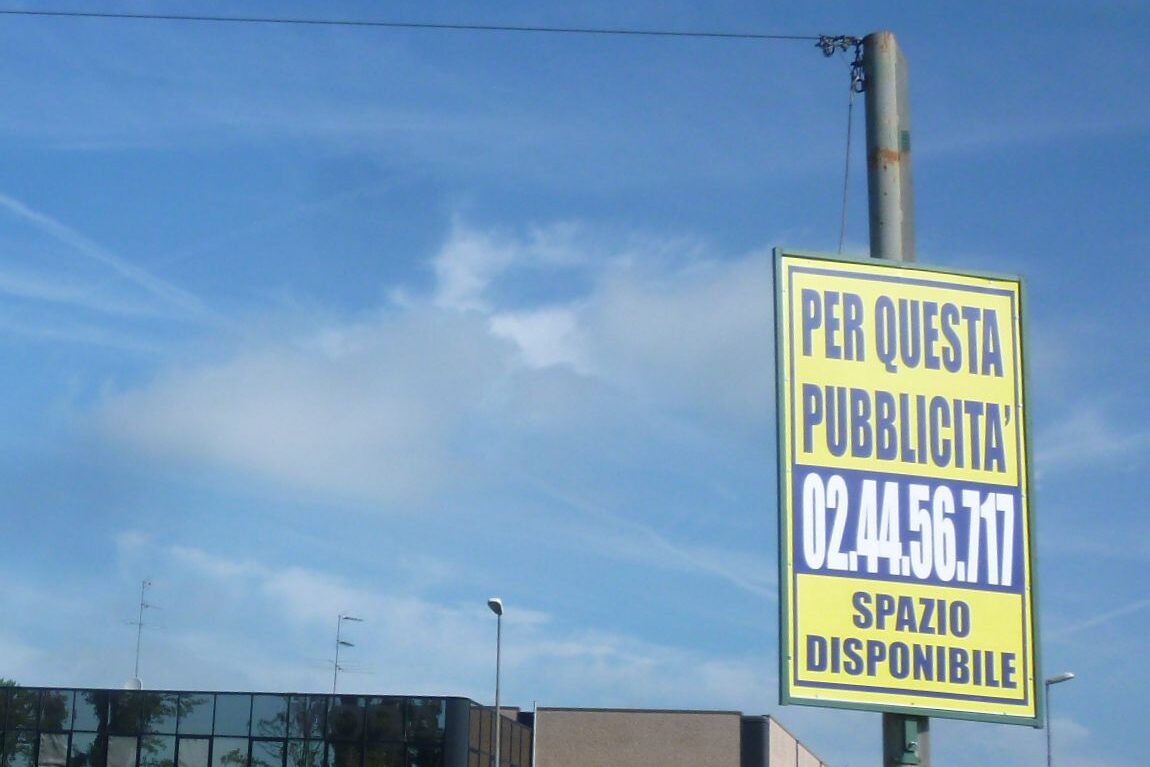 PER QUESTA
PUBBLICITA'
02.44.56.717
SPAZIO
DISPONIBILE